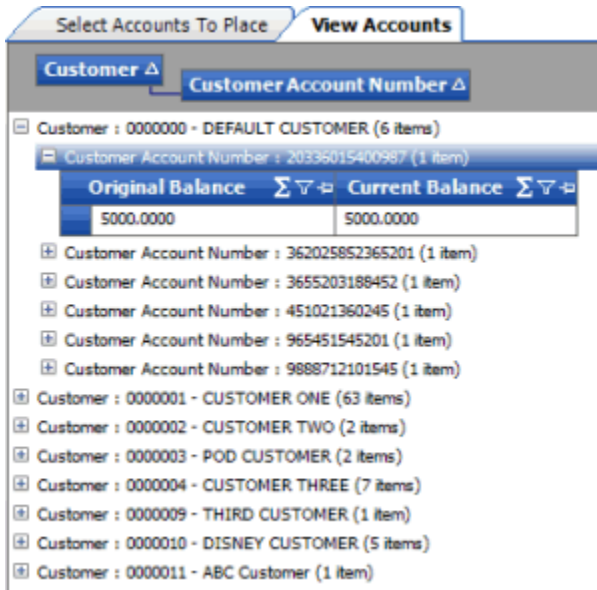 Select Accounts To Place View Accounts
Customer
Customer Account Number
Customer : 0000000 - DEFAULT CUSTOMER (6 items)
Customer Account Number : 20336015400987 (1 item)
Original Balance Σ Current Balance Σ
5000.0000 5000.0000
Customer Account Number : 362025852365201 (1 item)
Customer Account Number : 3655203188452 (1 item)
Customer Account Number : 451021360245 (1 item)
Customer Account Number : 965451545201 (1 item)
Customer Account Number : 9888712101545 (1 item)
Customer : 0000001 - CUSTOMER ONE (63 items)
Customer : 0000002 - CUSTOMER TWO (2 items)
Customer : 0000003 - POD CUSTOMER (2 items)
Customer : 0000004 - CUSTOMER THREE (7 items)
Customer : 0000009 - THIRD CUSTOMER (1 item)
Customer : 0000010 - DISNEY CUSTOMER (5 items)
Customer : 0000011 - ABC Customer (1 item)